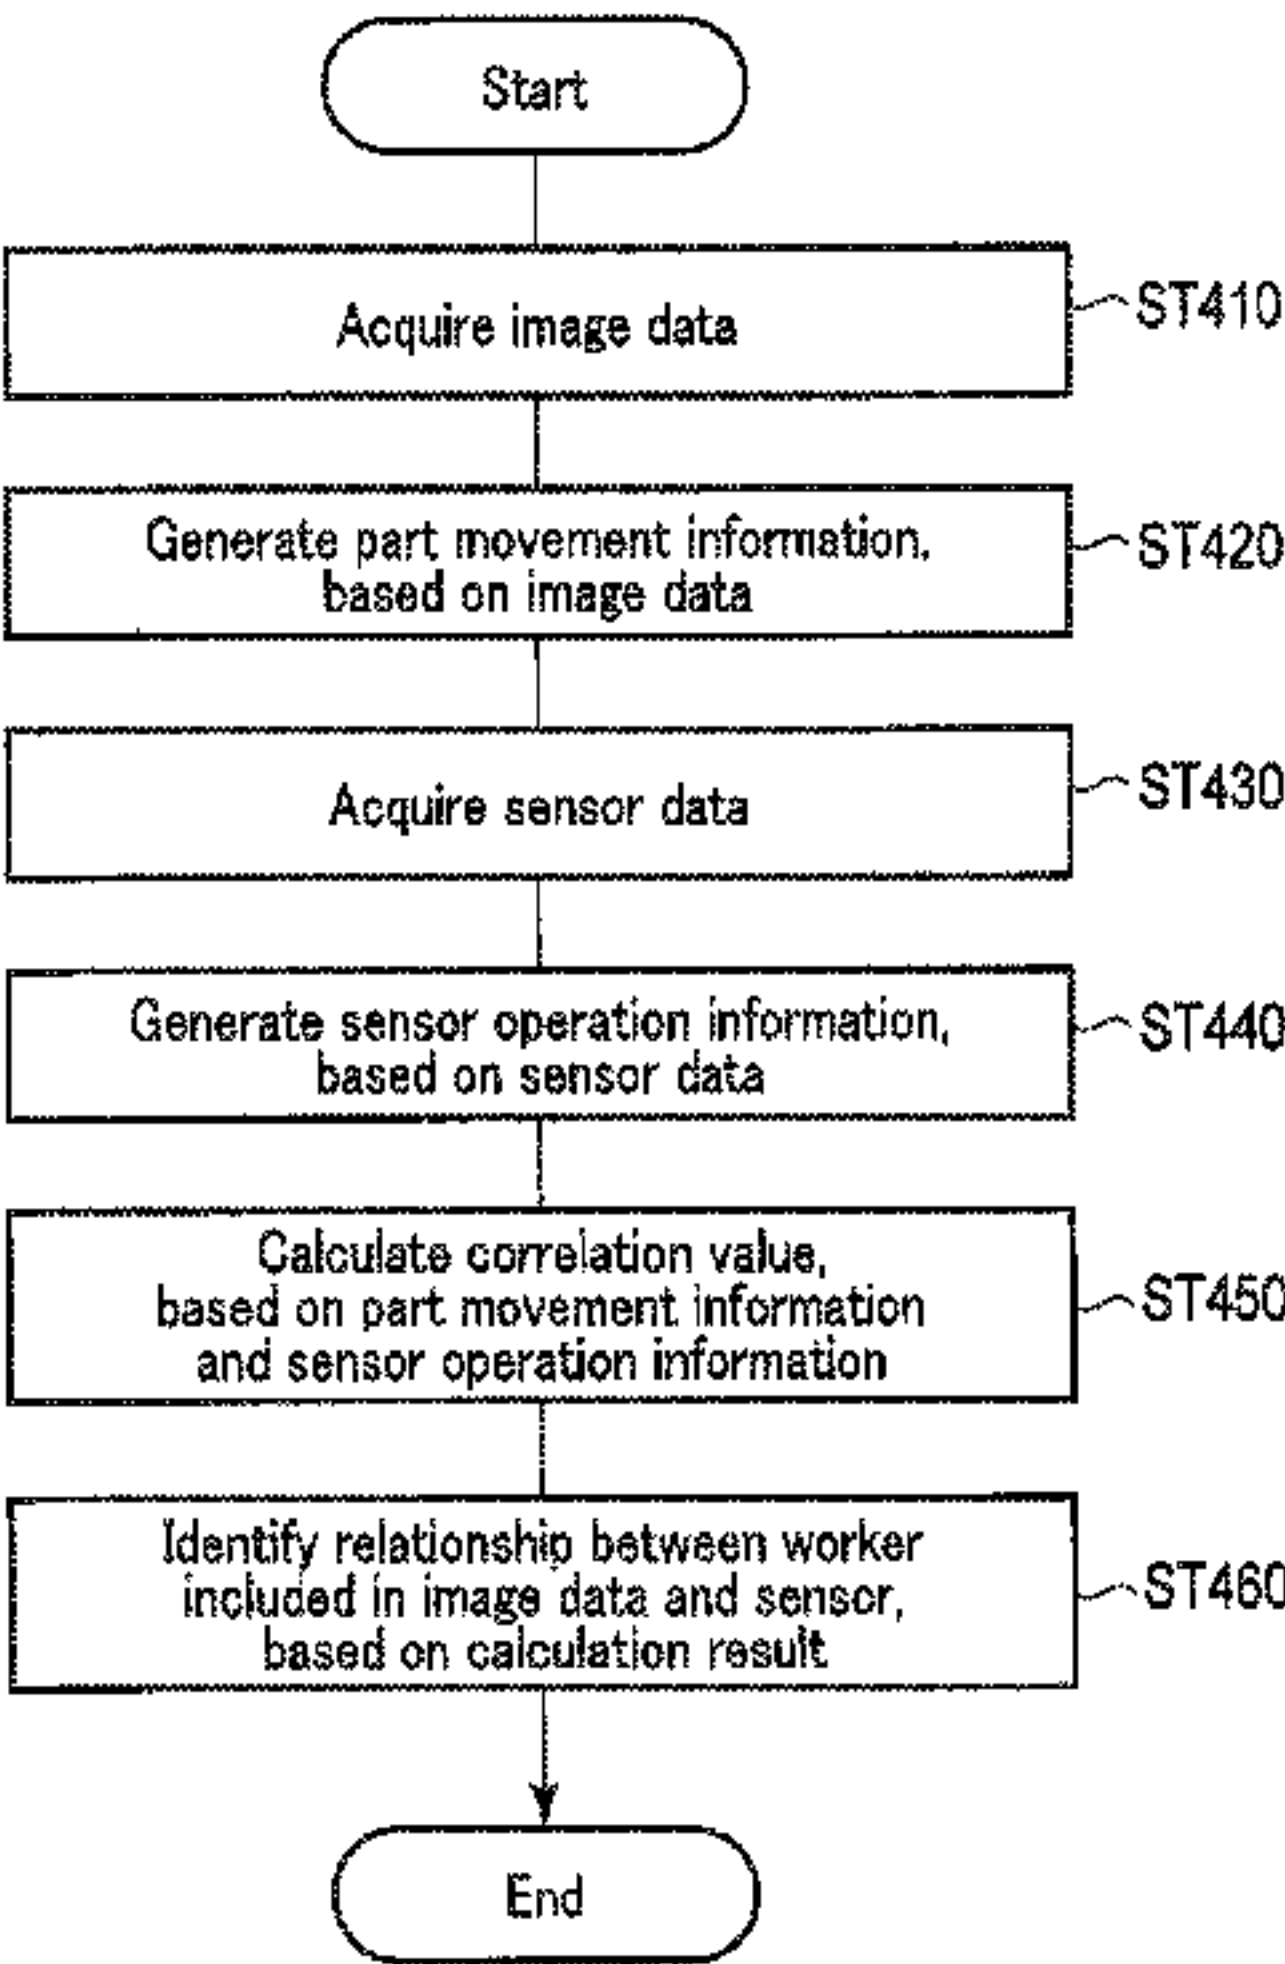 Start
Acquire image data
ST410
Generate part movement information,
based on image data
ST420
Acquire sensor data
ST430
Generate sensor operation information,
based on sensor data
ST440
Calculate correlation value,
based on part movement information
and sensor operation information
ST450
Identify relationship between worker
included in image data and sensor,
based on calculation result
ST460
End